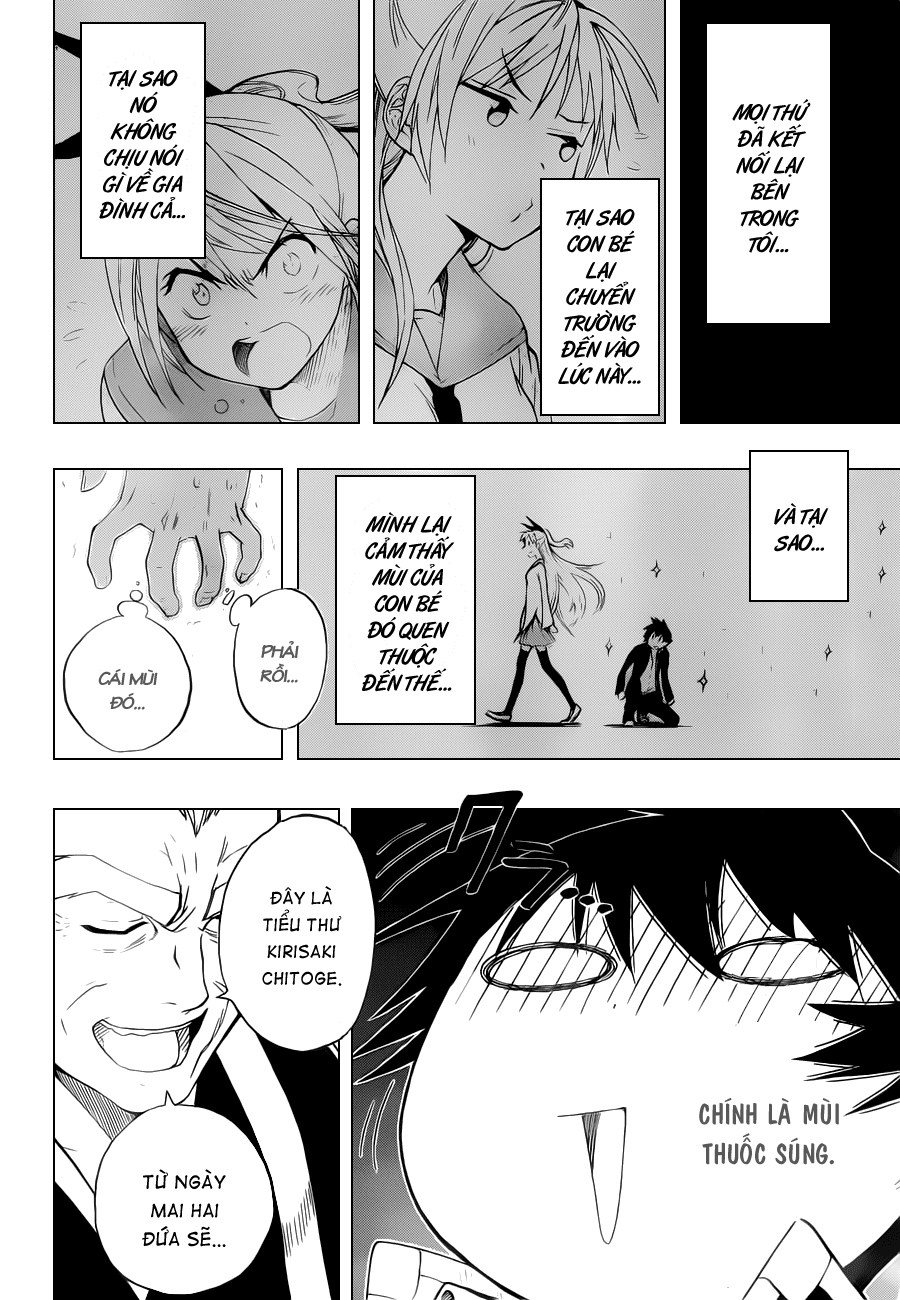 MỌI THỨ
ĐÃ KẾT
NỐI LẠI
BÊN
TRONG
TÔI...
TẠI SAO
CON BÉ
LẠI
CHUYỂN
TRƯỜNG
ĐẾN VÀO
LÚC NÀY...
TẠI SAO
NÓ
KHÔNG
CHỊU NÓI
GÌ VỀ GIA
ĐÌNH CẢ...
VÀ TẠI
SAO...
MÌNH LẠI
CẢM THẤY
MÙI CỦA
CON BÉ
ĐÓ QUEN
THUỘC
ĐẾN THẾ...
PHẢI
RỒI...
CÁI MÙI
ĐÓ...
CHÍNH LÀ MÙI
THUỐC SÚNG.
ĐÂY LÀ
TIỂU THƯ
KIRISAKI
CHITOGE.
TỪ NGÀY
MAI HAI
ĐỨA SẼ...